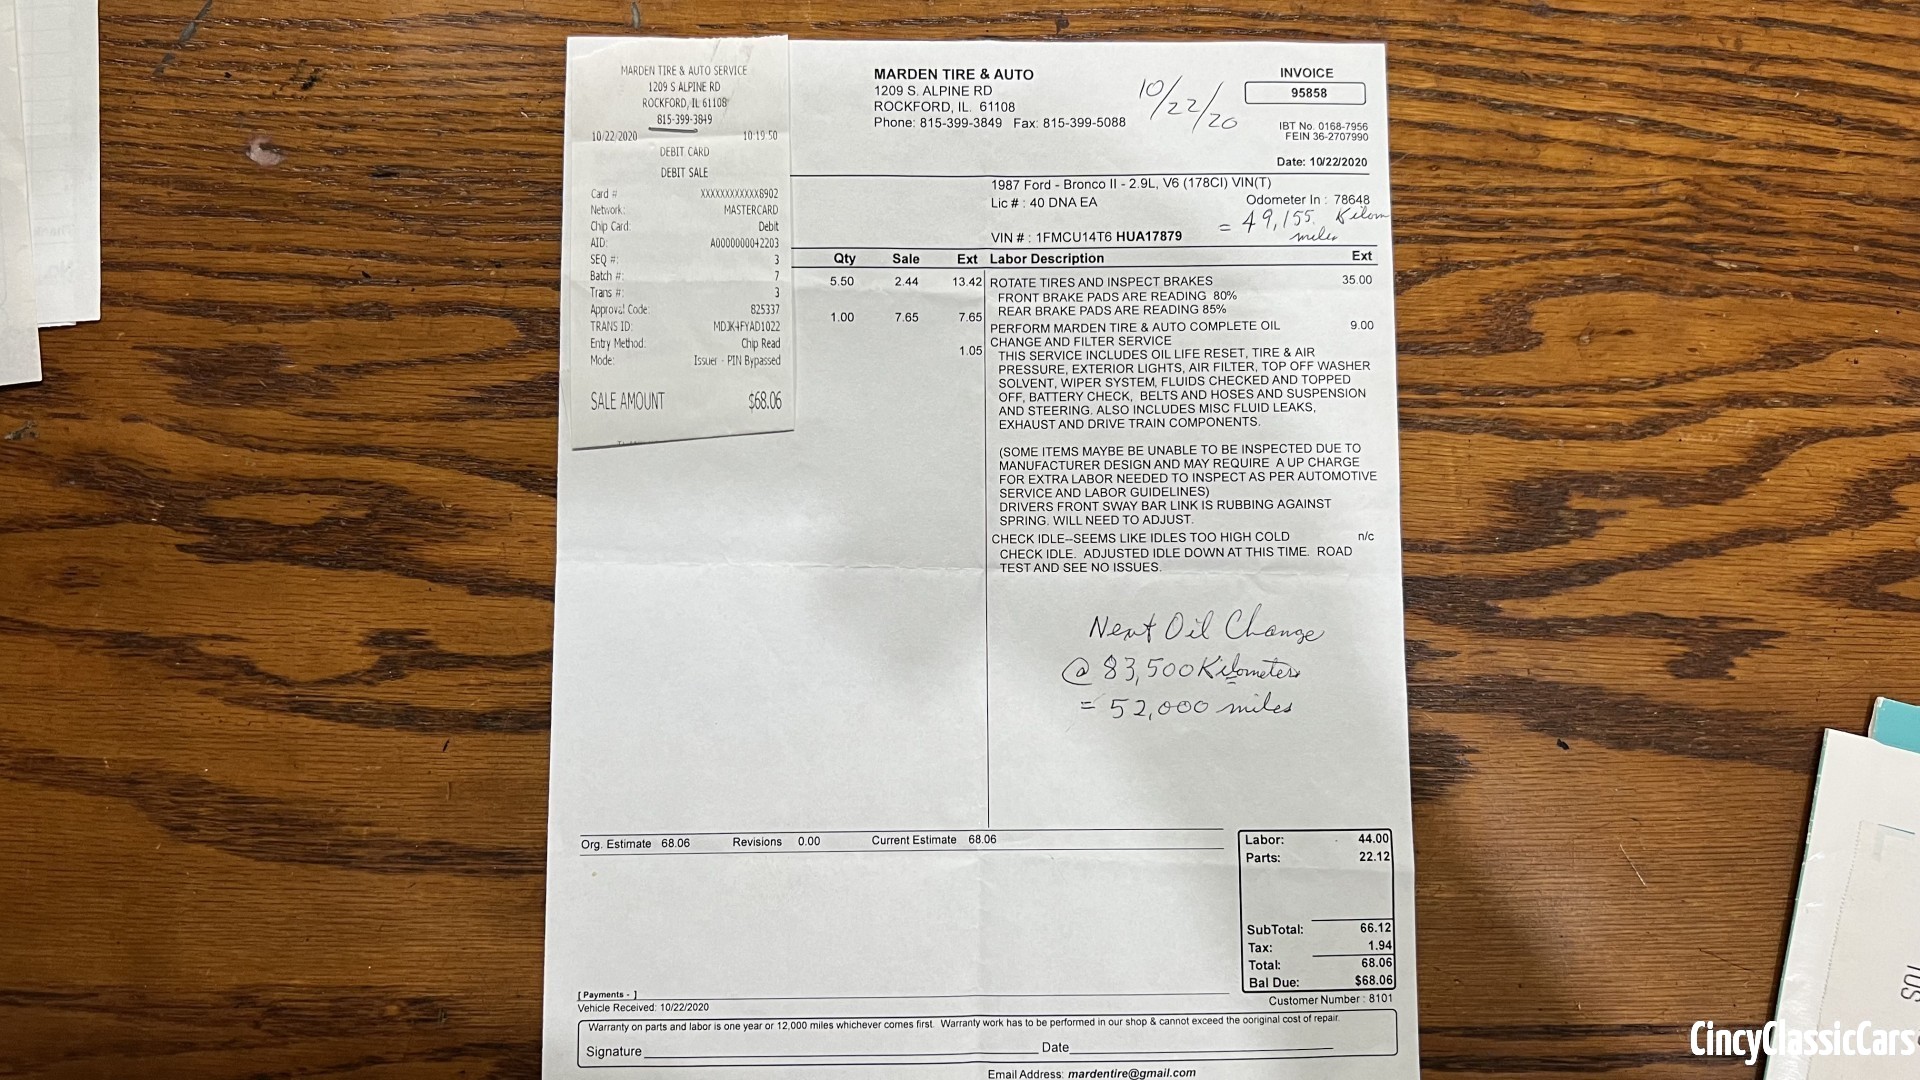 MARDEN TIRE & AUTO SERVICE
1209 S ALPINE RD
ROCKFORD, IL 61108
815-399-3849
10/22/2020 10:19:50
DEBIT CARD
DEBIT SALE
Card # XXXXXXXXXXXX8902
Network: MASTERCARD
Chip Card: Debit
AID: A0000000042203
SEQ #: 3
Batch #: 7
Trans #: 3
Approval Code: 825337
TRANS ID: MDJK4FYAD1022
Entry Method: Chip Read
Mode: Issuer - PIN Bypassed
SALE AMOUNT $68.06
MARDEN TIRE & AUTO
1209 S. ALPINE RD
ROCKFORD, IL. 61108
Phone: 815-399-3849 Fax: 815-399-5088
10/22/20
INVOICE
95858
IBT No. 0168-7956
FEIN 36-2707990
Date: 10/22/2020
1987 Ford - Bronco II - 2.9L, V6 (178CI) VIN(T)
Lic # : 40 DNA EA Odometer In : 78648
= 49,155 Kilom
miles
VIN # : 1FMCU14T6 HUA17879
Qty Sale Ext Labor Description Ext
5.50 2.44 13.42 ROTATE TIRES AND INSPECT BRAKES 35.00
FRONT BRAKE PADS ARE READING 80%
REAR BRAKE PADS ARE READING 85%
1.00 7.65 7.65
PERFORM MARDEN TIRE & AUTO COMPLETE OIL 9.00
CHANGE AND FILTER SERVICE
1.05
THIS SERVICE INCLUDES OIL LIFE RESET, TIRE & AIR
PRESSURE, EXTERIOR LIGHTS, AIR FILTER, TOP OFF WASHER
SOLVENT, WIPER SYSTEM, FLUIDS CHECKED AND TOPPED
OFF, BATTERY CHECK, BELTS AND HOSES AND SUSPENSION
AND STEERING. ALSO INCLUDES MISC FLUID LEAKS,
EXHAUST AND DRIVE TRAIN COMPONENTS.
(SOME ITEMS MAYBE BE UNABLE TO BE INSPECTED DUE TO
MANUFACTURER DESIGN AND MAY REQUIRE A UP CHARGE
FOR EXTRA LABOR NEEDED TO INSPECT AS PER AUTOMOTIVE
SERVICE AND LABOR GUIDELINES)
DRIVERS FRONT SWAY BAR LINK IS RUBBING AGAINST
SPRING. WILL NEED TO ADJUST.
CHECK IDLE--SEEMS LIKE IDLES TOO HIGH COLD n/c
CHECK IDLE. ADJUSTED IDLE DOWN AT THIS TIME. ROAD
TEST AND SEE NO ISSUES.
Next Oil Change
@ 83,500 Kilometers
= 52,000 miles
Org. Estimate 68.06 Revisions 0.00 Current Estimate 68.06
Labor: 44.00
Parts: 22.12
SubTotal: 66.12
Tax: 1.94
Total: 68.06
Bal Due: $68.06
[ Payments - ]
Vehicle Received: 10/22/2020
Customer Number : 8101
Warranty on parts and labor is one year or 12,000 miles whichever comes first. Warranty work has to be performed in our shop & cannot exceed the ooriginal cost of repair.
Signature Date
Email Address: mardentire@gmail.com
CincyClassicCars